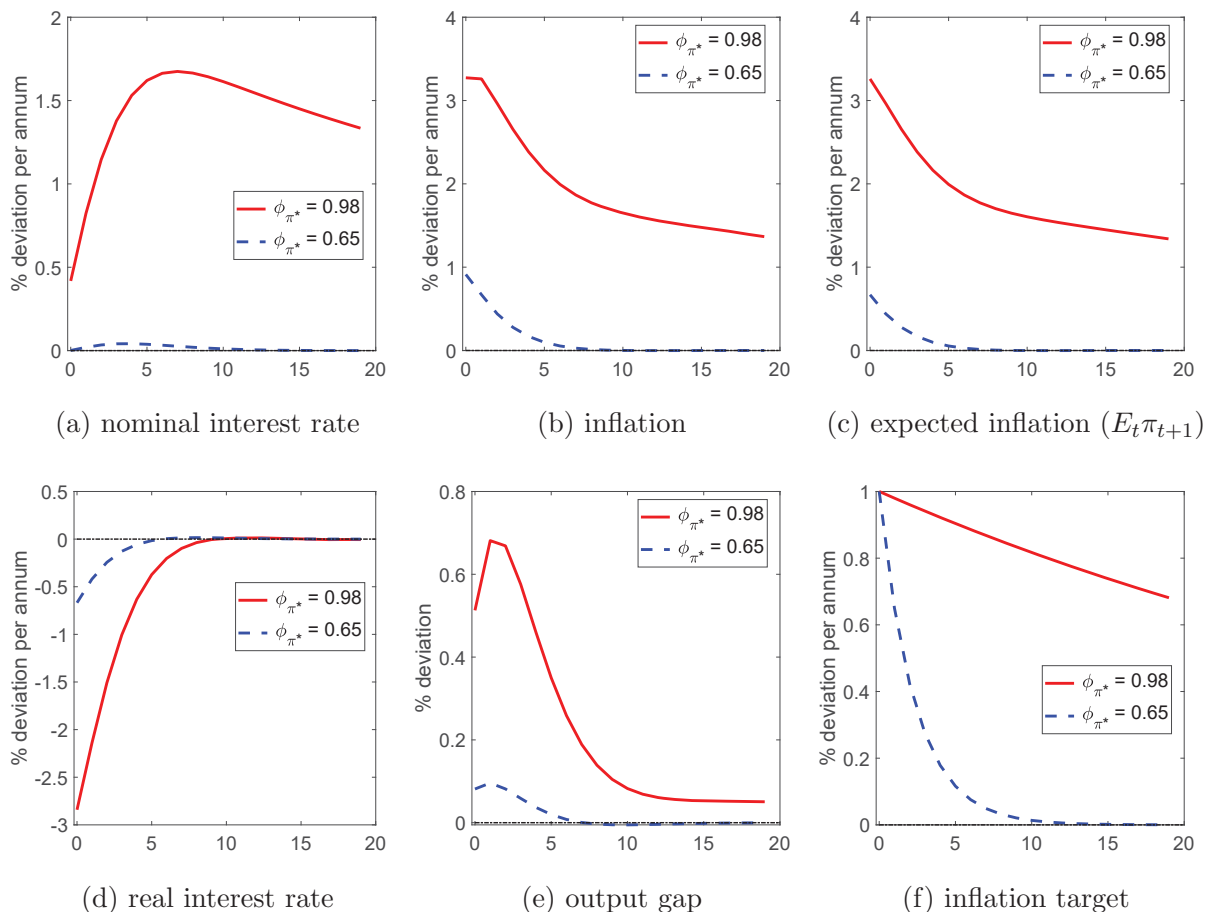 2
1.5
1
0.5
0
% deviation per annum
ϕπ* = 0.98
ϕπ* = 0.65
0 5 10 15 20
(a) nominal interest rate
4
3
2
1
0
% deviation per annum
ϕπ* = 0.98
ϕπ* = 0.65
0 5 10 15 20
(b) inflation
4
3
2
1
0
% deviation per annum
ϕπ* = 0.98
ϕπ* = 0.65
0 5 10 15 20
(c) expected inflation (Etπt+1)
0.5
0
-0.5
-1
-1.5
-2
-2.5
-3
% deviation per annum
ϕπ* = 0.98
ϕπ* = 0.65
0 5 10 15 20
(d) real interest rate
0.8
0.6
0.4
0.2
0
% deviation
ϕπ* = 0.98
ϕπ* = 0.65
0 5 10 15 20
(e) output gap
1
0.8
0.6
0.4
0.2
0
% deviation per annum
ϕπ* = 0.98
ϕπ* = 0.65
0 5 10 15 20
(f) inflation target